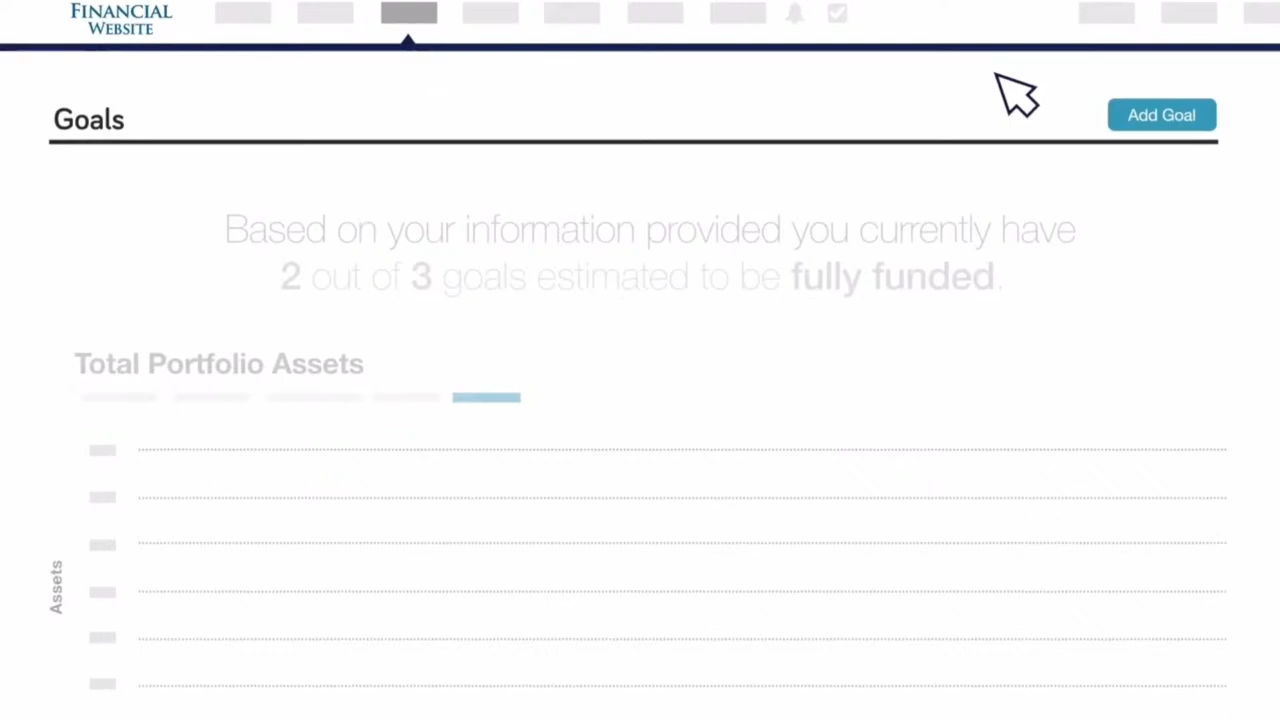 FINANCIAL
WEBSITE
Goals
Add Goal
Based on your information provided you currently have
2 out of 3 goals estimated to be fully funded.
Total Portfolio Assets
Assets